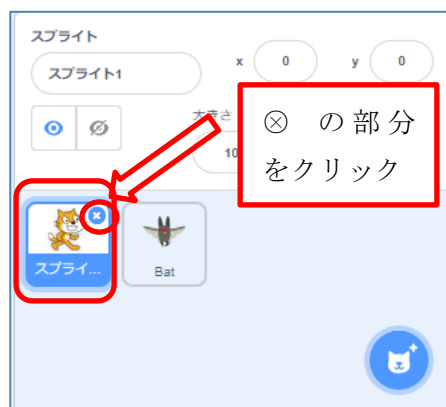 スプライト
スプライト1
x 0 y 0
大きさ
10
⊗ の部分
をクリック
スプライ...
Bat